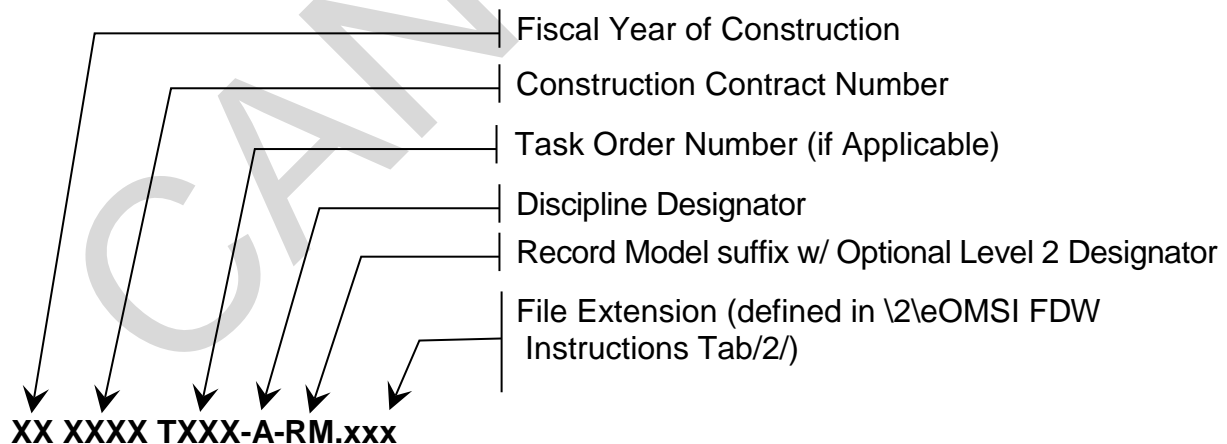 Fiscal Year of Construction
Construction Contract Number
Task Order Number (if Applicable)
Discipline Designator
Record Model suffix w/ Optional Level 2 Designator
File Extension (defined in \2\eOMSI FDW
Instructions Tab/2/)
XX XXXX TXXX-A-RM.xxx
CAN